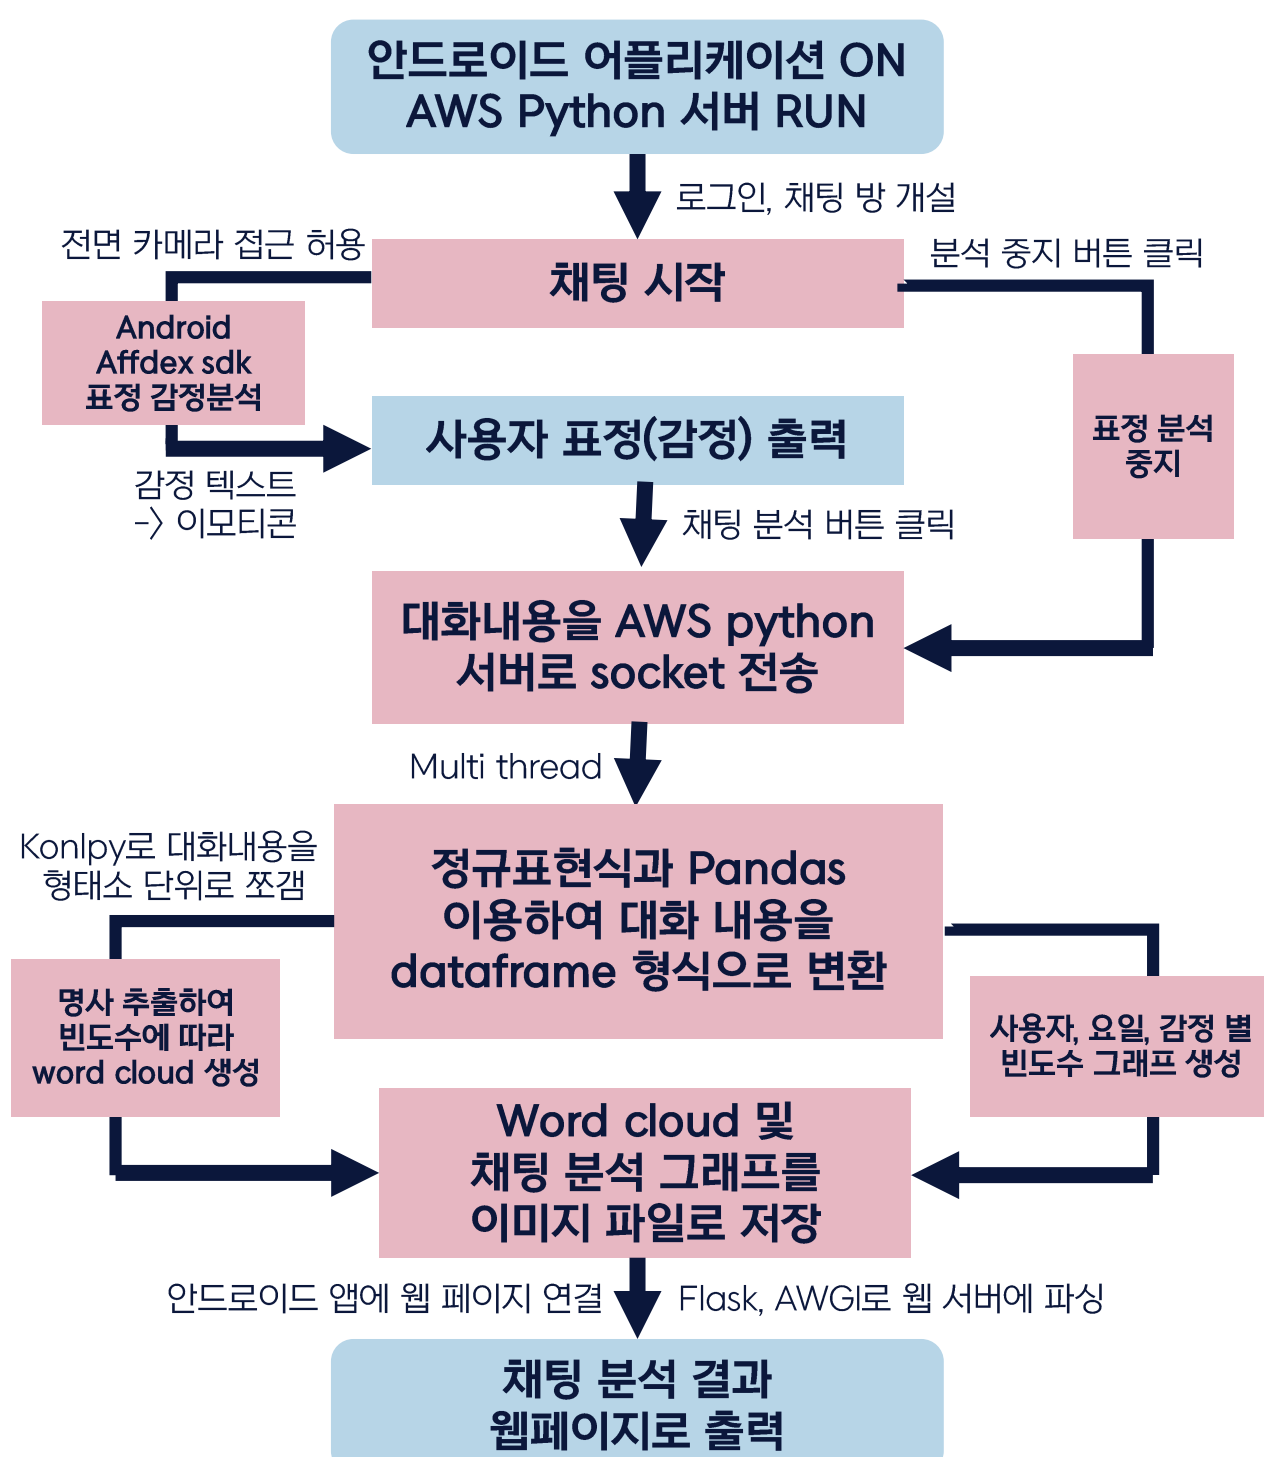 안드로이드 어플리케이션 ON
AWS Python 서버 RUN
로그인, 채팅 방 개설
전면 카메라 접근 허용
채팅 시작
분석 중지 버튼 클릭
Android
Affdex sdk
표정 감정분석
사용자 표정(감정) 출력
표정 분석
중지
감정 텍스트
-> 이모티콘
채팅 분석 버튼 클릭
대화내용을 AWS python
서버로 socket 전송
Multi thread
Konlpy로 대화내용을
형태소 단위로 쪼갬
정규표현식과 Pandas
이용하여 대화 내용을
dataframe 형식으로 변환
명사 추출하여
빈도수에 따라
word cloud 생성
사용자, 요일, 감정 별
빈도수 그래프 생성
Word cloud 및
채팅 분석 그래프를
이미지 파일로 저장
안드로이드 앱에 웹 페이지 연결
Flask, AWGI로 웹 서버에 파싱
채팅 분석 결과
웹페이지로 출력